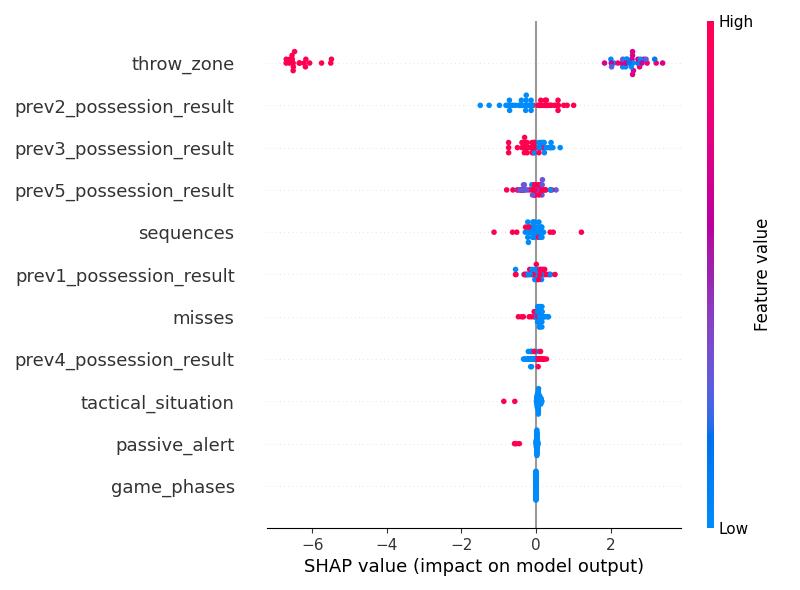 High
throw_zone
prev2_possession_result
prev3_possession_result
prev5_possession_result
sequences
prev1_possession_result
misses
prev4_possession_result
tactical_situation
passive_alert
game_phases
Feature value
Low
−6 −4 −2 0 2
SHAP value (impact on model output)